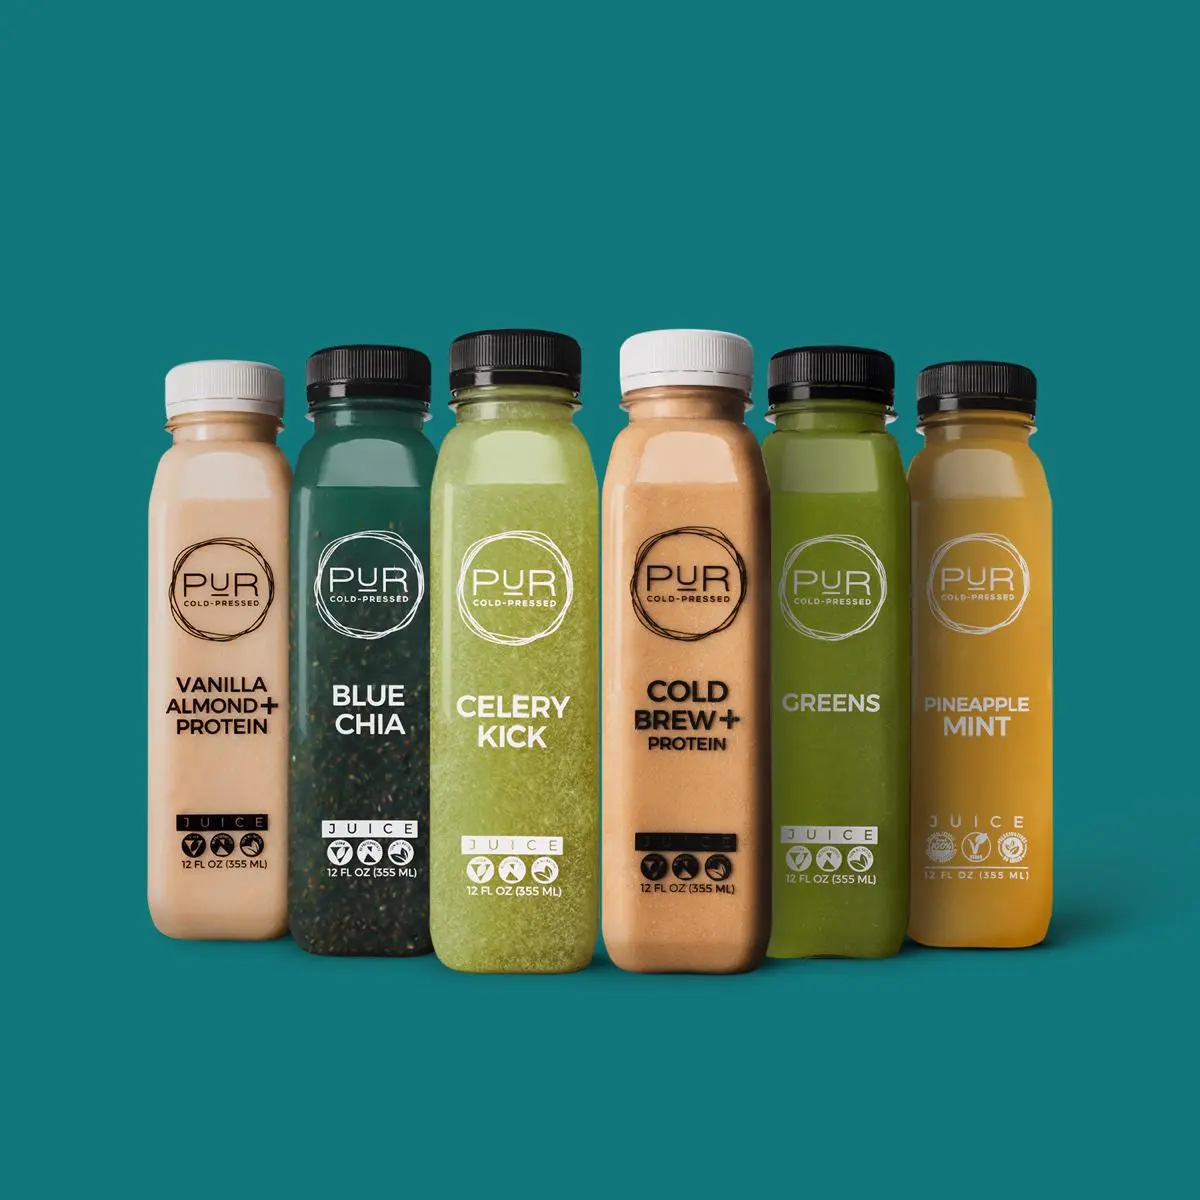 PUR
COLD-PRESSED
VANILLA
ALMOND+
PROTEIN
JUICE
12 FL OZ (355 ML)
PUR
COLD-PRESSED
BLUE
CHIA
JUICE
12 FL OZ (355 ML)
PUR
COLD-PRESSED
CELERY
KICK
JUICE
12 FL OZ (355 ML)
PUR
COLD-PRESSED
COLD
BREW+
PROTEIN
JUICE
12 FL OZ (355 ML)
PUR
COLD-PRESSED
GREENS
JUICE
12 FL OZ (355 ML)
PUR
COLD-PRESSED
PINEAPPLE
MINT
JUICE
100%
12 FL OZ (355 ML)